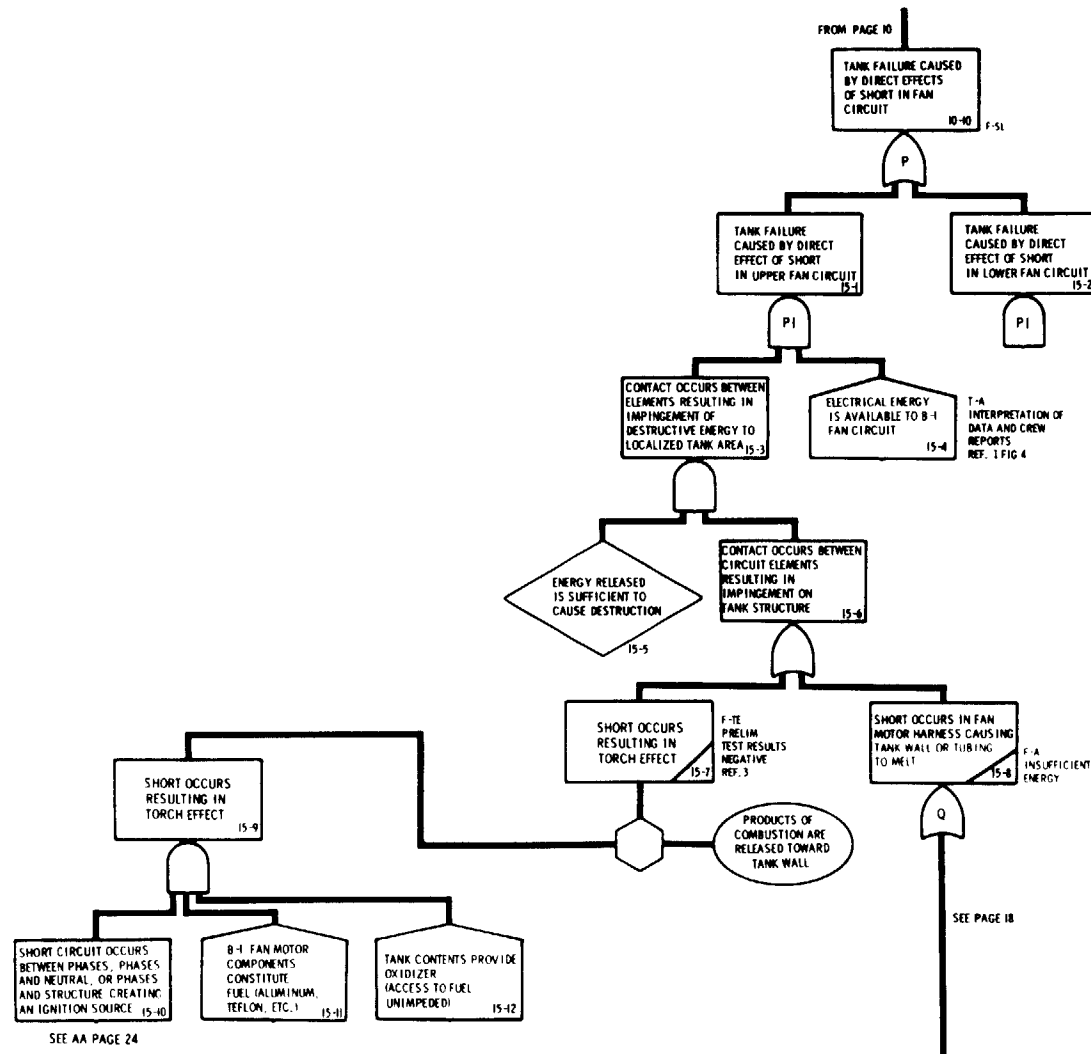 FROM PAGE 10
TANK FAILURE CAUSED
BY DIRECT EFFECTS
OF SHORT IN FAN
CIRCUIT
10-10
F-SL
P
TANK FAILURE
CAUSED BY DIRECT
EFFECT OF SHORT
IN UPPER FAN CIRCUIT
15-1
TANK FAILURE
CAUSED BY DIRECT
EFFECT OF SHORT
IN LOWER FAN CIRCUIT
15-2
P1
P1
CONTACT OCCURS BETWEEN
ELEMENTS RESULTING IN
IMPINGEMENT OF
DESTRUCTIVE ENERGY TO
LOCALIZED TANK AREA
15-3
ELECTRICAL ENERGY
IS AVAILABLE TO B-1
FAN CIRCUIT
15-4
T-A
INTERPRETATION OF
DATA AND CREW
REPORTS
REF. 1 FIG 4
ENERGY RELEASED
IS SUFFICIENT TO
CAUSE DESTRUCTION
15-5
CONTACT OCCURS BETWEEN
CIRCUIT ELEMENTS
RESULTING IN
IMPINGEMENT ON
TANK STRUCTURE
15-6
SHORT OCCURS
RESULTING IN
TORCH EFFECT
15-7
F-TE
PRELIM
TEST RESULTS
NEGATIVE
REF. 3
SHORT OCCURS IN FAN
MOTOR HARNESS CAUSING
TANK WALL OR TUBING
TO MELT
15-8
F-A
INSUFFICIENT
ENERGY
SHORT OCCURS
RESULTING IN
TORCH EFFECT
15-9
PRODUCTS OF
COMBUSTION ARE
RELEASED TOWARD
TANK WALL
Q
SEE PAGE 18
SHORT CIRCUIT OCCURS
BETWEEN PHASES, PHASES
AND NEUTRAL, OR PHASES
AND STRUCTURE CREATING
AN IGNITION SOURCE
15-10
B-1 FAN MOTOR
COMPONENTS
CONSTITUTE
FUEL (ALUMINUM,
TEFLON, ETC.)
15-11
TANK CONTENTS PROVIDE
OXIDIZER
(ACCESS TO FUEL
UNIMPEDED)
15-12
SEE AA PAGE 24